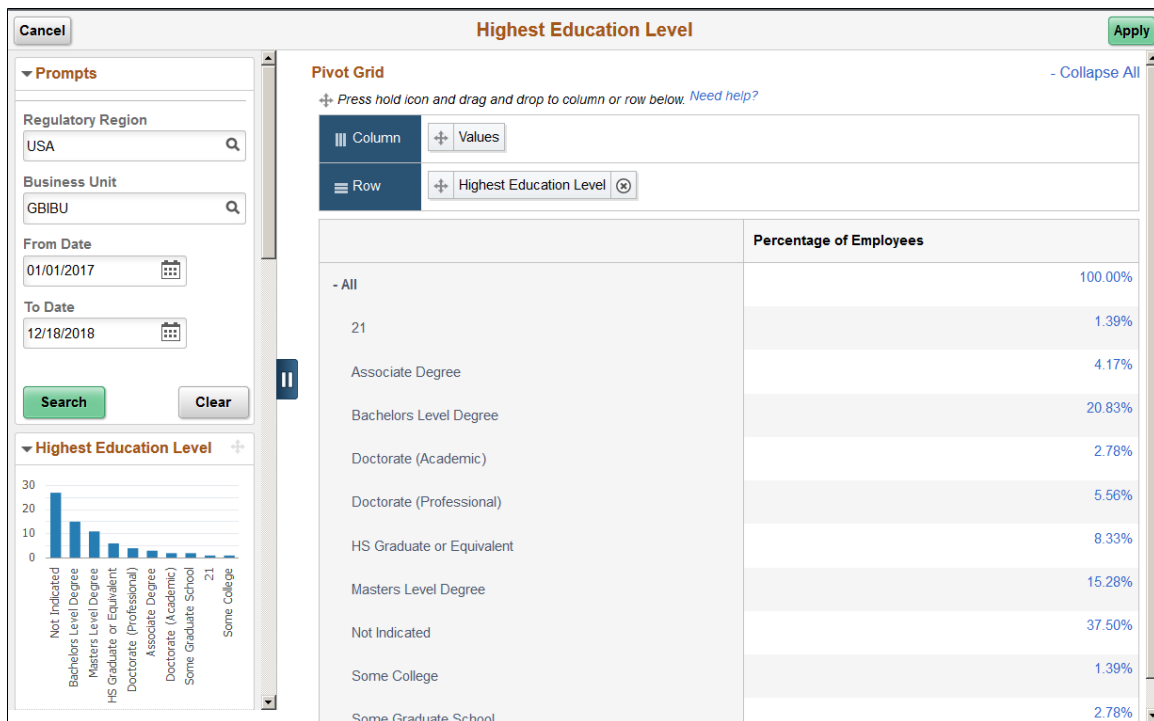 Cancel
Highest Education Level
Apply
Prompts
Regulatory Region
USA
Business Unit
GBIBU
From Date
01/01/2017
To Date
12/18/2018
Search
Clear
Highest Education Level
30
20
10
0
Not Indicated
Bachelors Level Degree
Masters Level Degree
HS Graduate or Equivalent
Doctorate (Professional)
Associate Degree
Doctorate (Academic)
Some Graduate School
21
Some College
Pivot Grid
- Collapse All
Press hold icon and drag and drop to column or row below. Need help?
Column Values
Row Highest Education Level
Percentage of Employees
- All 100.00%
21 1.39%
Associate Degree 4.17%
Bachelors Level Degree 20.83%
Doctorate (Academic) 2.78%
Doctorate (Professional) 5.56%
HS Graduate or Equivalent 8.33%
Masters Level Degree 15.28%
Not Indicated 37.50%
Some College 1.39%
Some Graduate School 2.78%